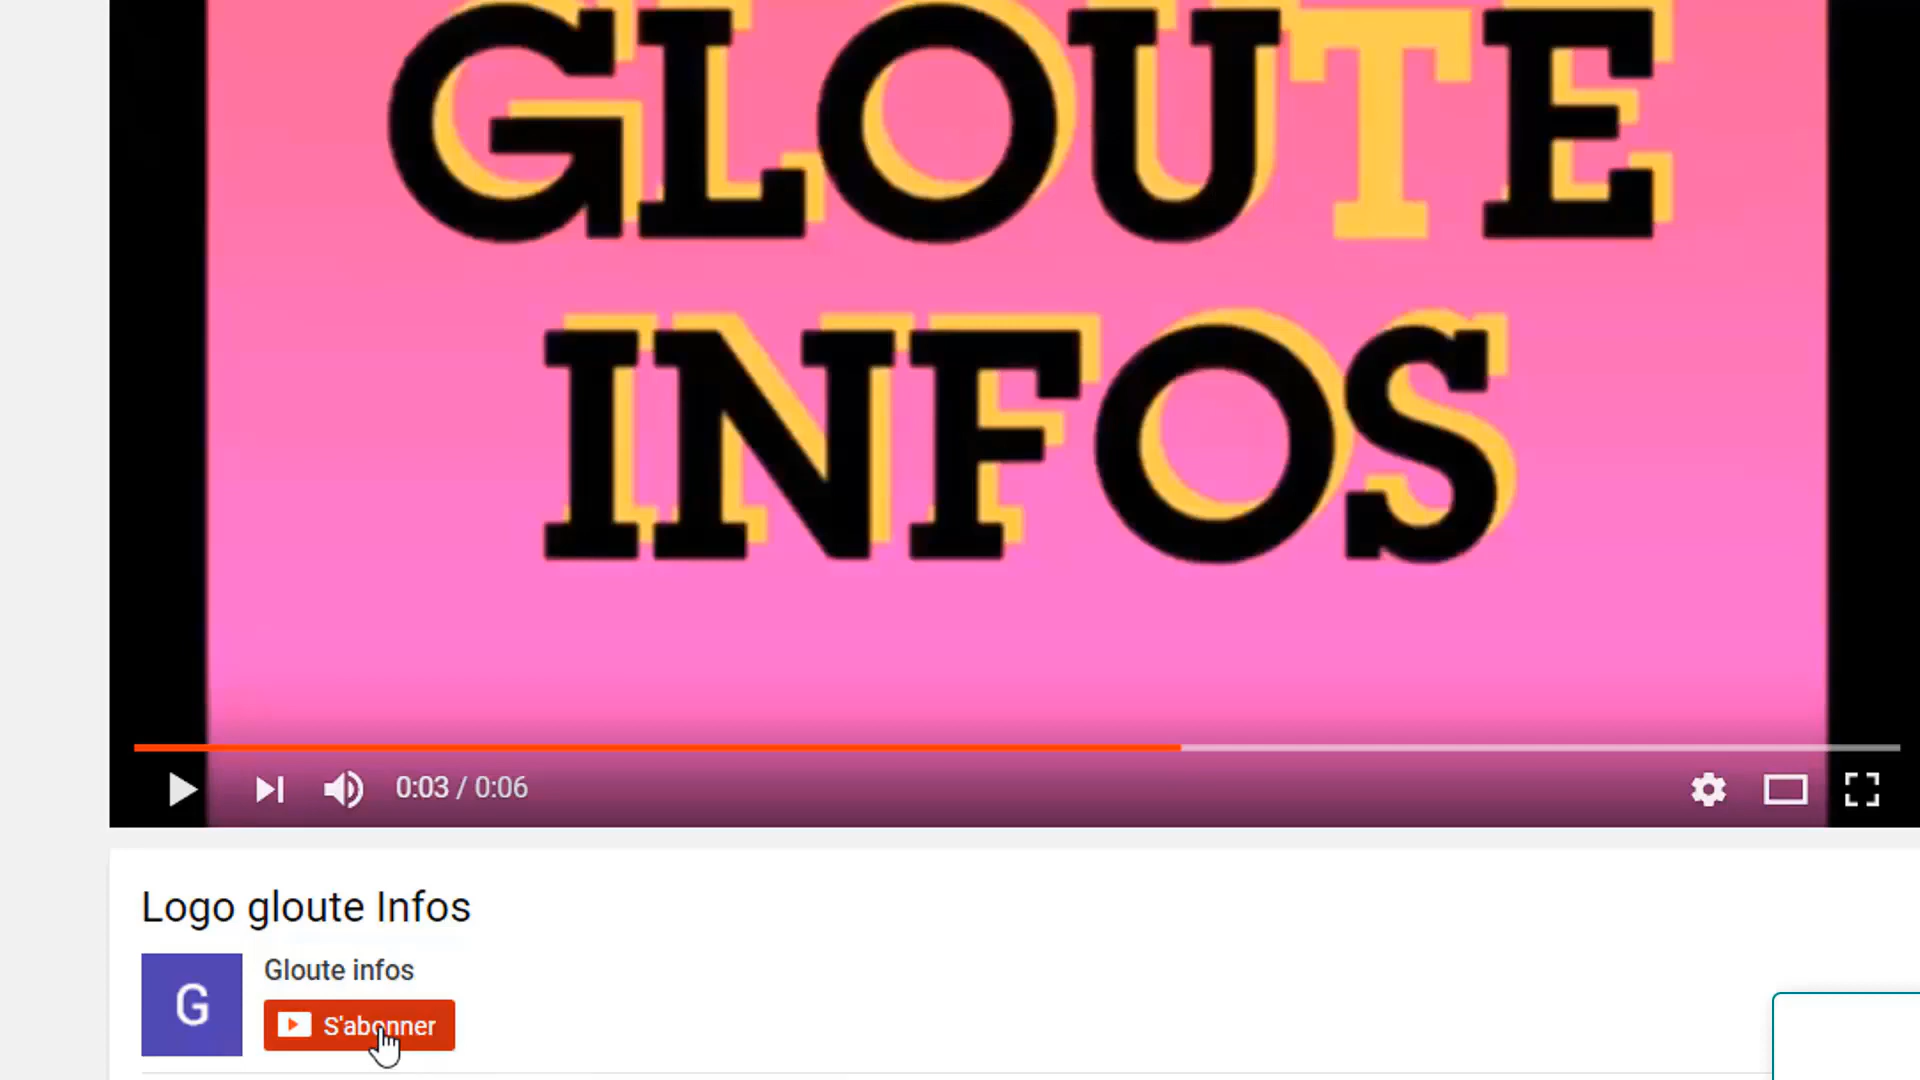 GLOUTE
INFOS
0:03 / 0:06
Logo gloute Infos
G
Gloute infos
S'abonner